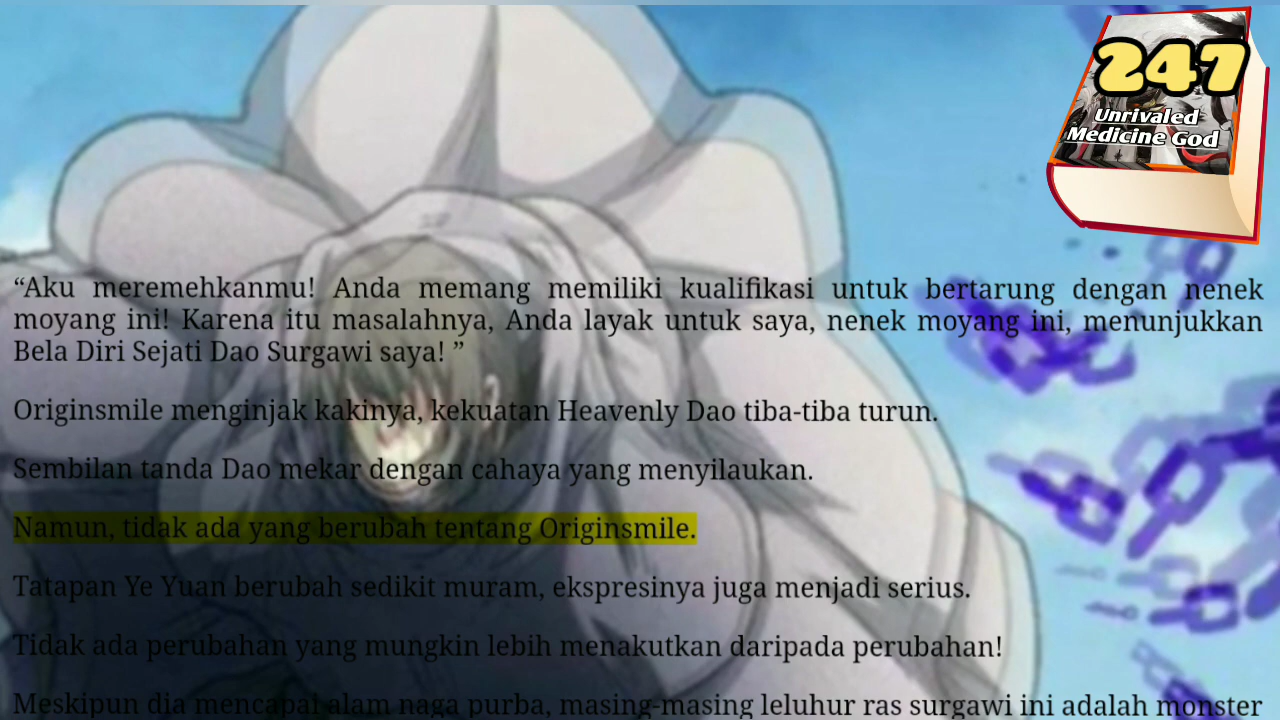 247
Unrivaled
Medicine God
“Aku meremehkanmu! Anda memang memiliki kualifikasi untuk bertarung dengan nenek
moyang ini! Karena itu masalahnya, Anda layak untuk saya, nenek moyang ini, menunjukkan
Bela Diri Sejati Dao Surgawi saya! ”
Originsmile menginjak kakinya, kekuatan Heavenly Dao tiba-tiba turun.
Sembilan tanda Dao mekar dengan cahaya yang menyilaukan.
Namun, tidak ada yang berubah tentang Originsmile.
Tatapan Ye Yuan berubah sedikit muram, ekspresinya juga menjadi serius.
Tidak ada perubahan yang mungkin lebih menakutkan daripada perubahan!
Meskipun dia mencapai alam naga purba, masing-masing leluhur ras surgawi ini adalah monster